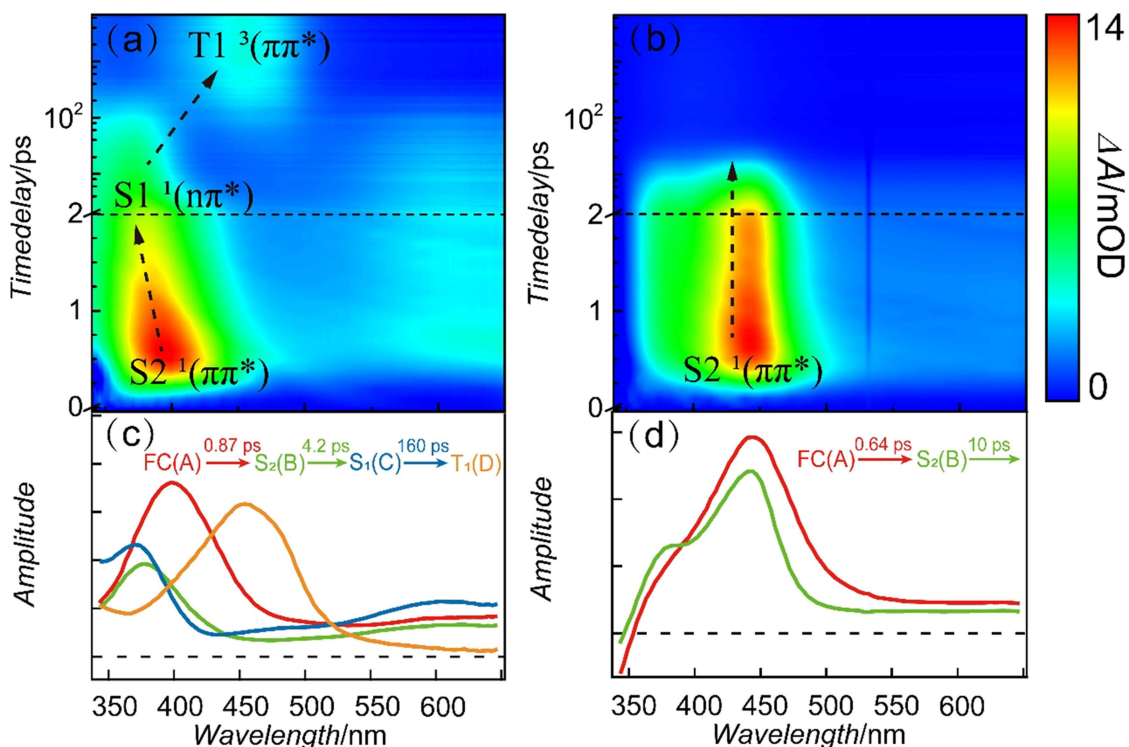 (a)
T1 ³(ππ*)
S1 ¹(nπ*)
S2 ¹(ππ*)
Timedelay/ps
10²
2
1
0
(b)
S2 ¹(ππ*)
Timedelay/ps
10²
2
1
0
14
ΔA/mOD
0
(c)
0.87 ps 4.2 ps 160 ps
FC(A) S₂(B) S₁(C) T₁(D)
Amplitude
350 400 450 500 550 600
Wavelength/nm
(d)
0.64 ps 10 ps
FC(A) S₂(B)
Amplitude
350 400 450 500 550 600
Wavelength/nm